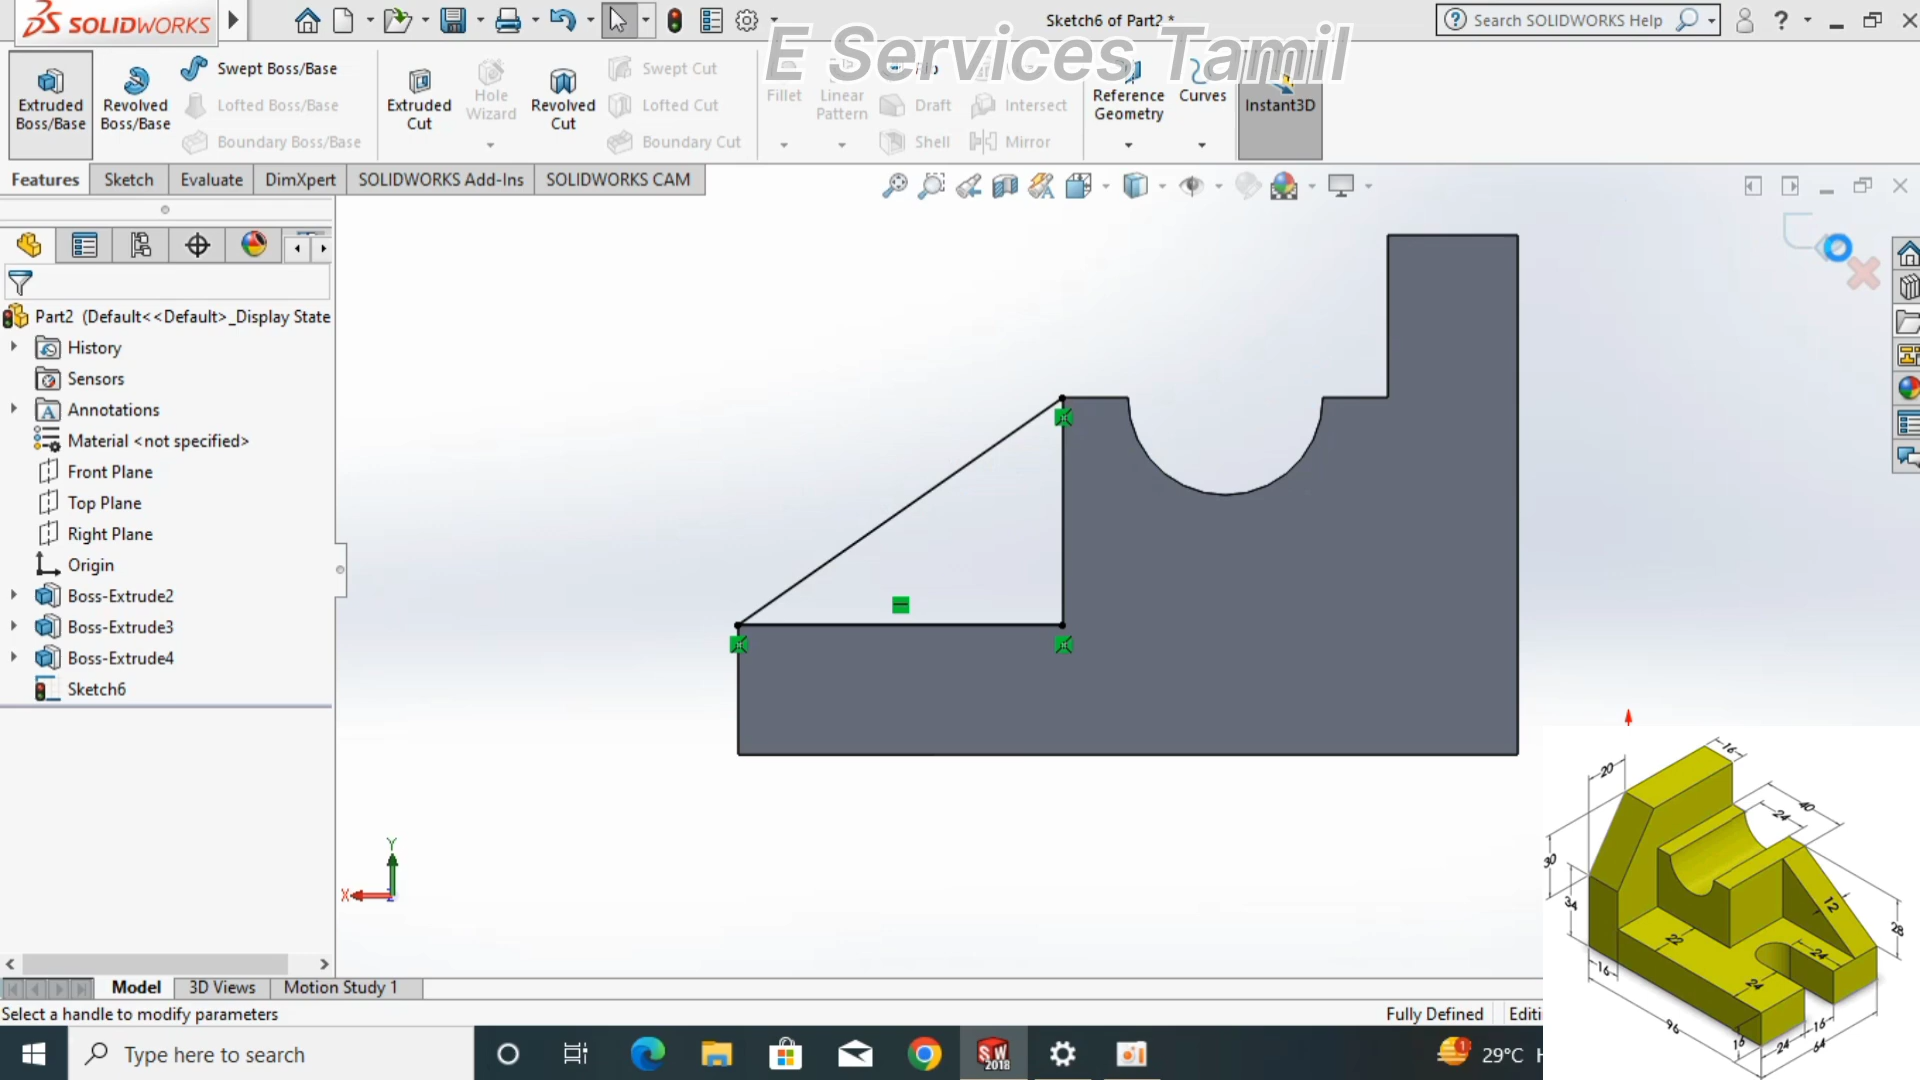 SOLIDWORKS
Sketch6 of Part2 *
Search SOLIDWORKS Help
E Services Tamil
Extruded Boss/Base
Revolved Boss/Base
Swept Boss/Base
Lofted Boss/Base
Boundary Boss/Base
Extruded Cut
Hole Wizard
Revolved Cut
Swept Cut
Lofted Cut
Boundary Cut
Fillet
Linear Pattern
Draft
Shell
Intersect
Mirror
Reference Geometry
Curves
Instant3D
Features
Sketch
Evaluate
DimXpert
SOLIDWORKS Add-Ins
SOLIDWORKS CAM
Part2 (Default<<Default>_Display State
History
Sensors
Annotations
Material <not specified>
Front Plane
Top Plane
Right Plane
Origin
Boss-Extrude2
Boss-Extrude3
Boss-Extrude4
Sketch6
Y
X
Z
16
20
40
24
30
34
12
28
22
24
16
24
96
16
16
24
64
Model
3D Views
Motion Study 1
Select a handle to modify parameters
Fully Defined
Editi
Type here to search
SW
2018
1
29°C